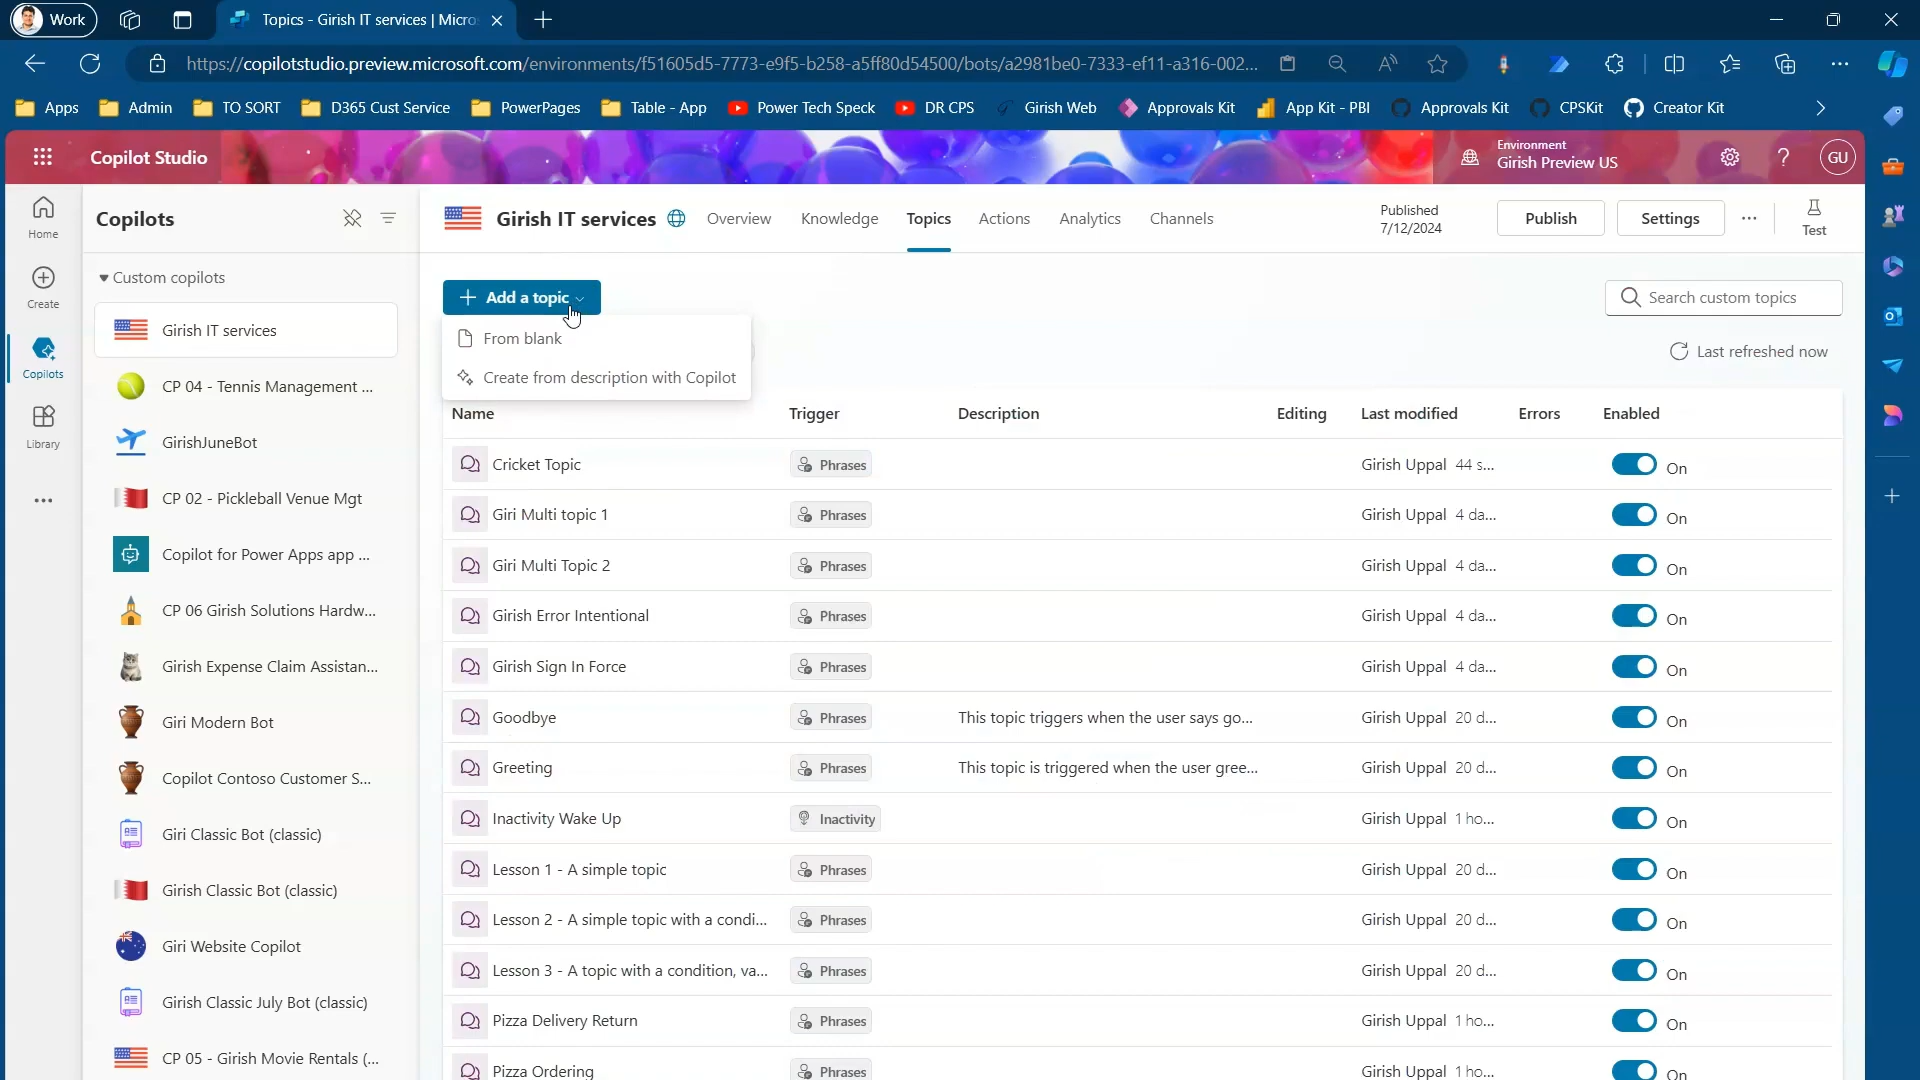 Work
Topics - Girish IT services | Micro
https://copilotstudio.preview.microsoft.com/environments/f51605d5-7773-e9f5-b258-a5ff80d54500/bots/a2981be0-7333-ef11-a316-002...
Apps Admin TO SORT D365 Cust Service PowerPages Table - App Power Tech Speck DR CPS Girish Web Approvals Kit App Kit - PBI Approvals Kit CPSKit Creator Kit
Copilot Studio
Environment
Girish Preview US
GU
Home
Create
Copilots
Library
Copilots
Custom copilots
Girish IT services
CP 04 - Tennis Management ...
GirishJuneBot
CP 02 - Pickleball Venue Mgt
Copilot for Power Apps app ...
CP 06 Girish Solutions Hardw...
Girish Expense Claim Assistan...
Giri Modern Bot
Copilot Contoso Customer S...
Giri Classic Bot (classic)
Girish Classic Bot (classic)
Giri Website Copilot
Girish Classic July Bot (classic)
CP 05 - Girish Movie Rentals (...
Girish IT services Overview Knowledge Topics Actions Analytics Channels
Published
7/12/2024
Publish Settings ... Test
Add a topic
Search custom topics
From blank
Create from description with Copilot
Last refreshed now
Name Trigger Description Editing Last modified Errors Enabled
Cricket Topic Phrases Girish Uppal 44 s... On
Giri Multi topic 1 Phrases Girish Uppal 4 da... On
Giri Multi Topic 2 Phrases Girish Uppal 4 da... On
Girish Error Intentional Phrases Girish Uppal 4 da... On
Girish Sign In Force Phrases Girish Uppal 4 da... On
Goodbye Phrases This topic triggers when the user says go... Girish Uppal 20 d... On
Greeting Phrases This topic is triggered when the user gree... Girish Uppal 20 d... On
Inactivity Wake Up Inactivity Girish Uppal 1 ho... On
Lesson 1 - A simple topic Phrases Girish Uppal 20 d... On
Lesson 2 - A simple topic with a condi... Phrases Girish Uppal 20 d... On
Lesson 3 - A topic with a condition, va... Phrases Girish Uppal 20 d... On
Pizza Delivery Return Phrases Girish Uppal 1 ho... On
Pizza Ordering Phrases Girish Uppal 1 ho... On